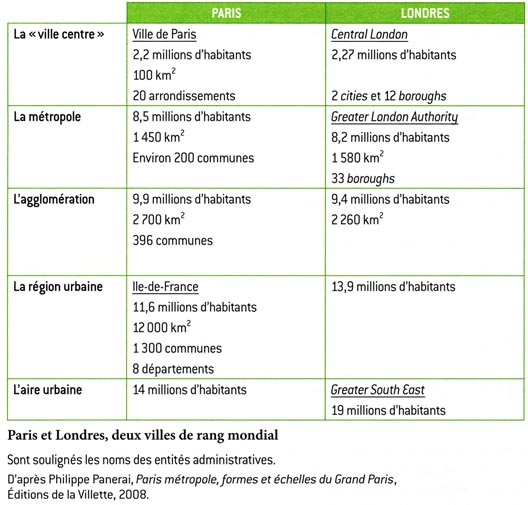 PARIS LONDRES
La « ville centre » Ville de Paris Central London
2,2 millions d'habitants 2,27 millions d'habitants
100 km²
20 arrondissements 2 cities et 12 boroughs
La métropole 8,5 millions d'habitants Greater London Authority
1 450 km² 8,2 millions d'habitants
Environ 200 communes 1 580 km²
33 boroughs
L'agglomération 9,9 millions d'habitants 9,4 millions d'habitants
2 700 km² 2 260 km²
396 communes
La région urbaine Ile-de-France 13,9 millions d'habitants
11,6 millions d'habitants
12 000 km²
1 300 communes
8 départements
L'aire urbaine 14 millions d'habitants Greater South East
19 millions d'habitants
Paris et Londres, deux villes de rang mondial
Sont soulignés les noms des entités administratives.
D'après Philippe Panerai, Paris métropole, formes et échelles du Grand Paris,
Éditions de la Villette, 2008.